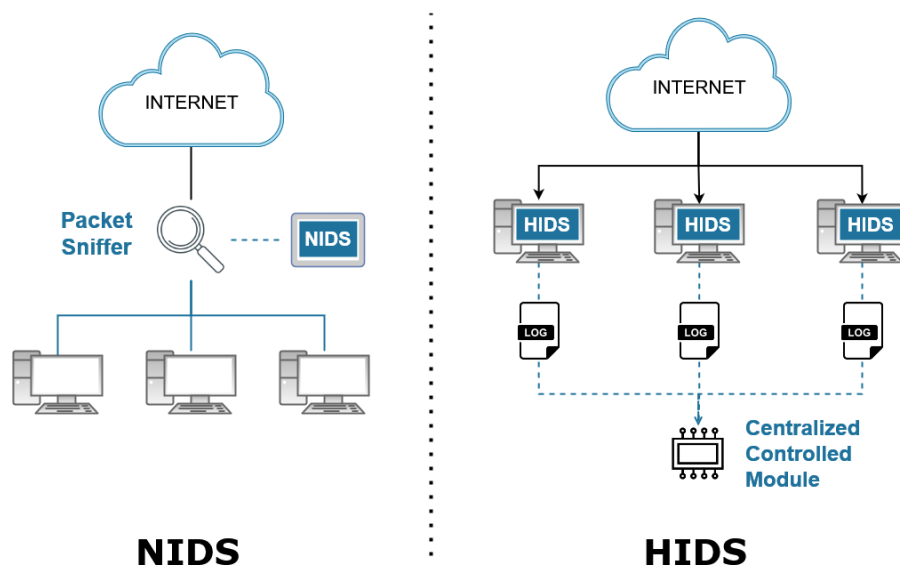 INTERNET
Packet
Sniffer
NIDS
NIDS
INTERNET
HIDS
HIDS
HIDS
LOG
LOG
LOG
Centralized
Controlled
Module
HIDS